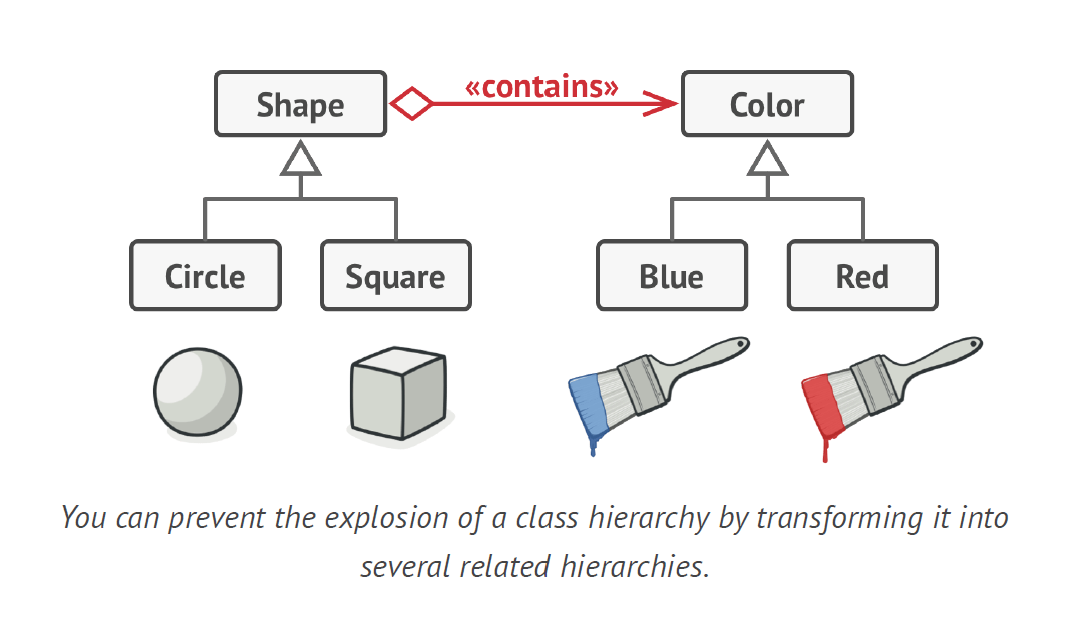 «contains»
Shape
Color
Circle
Square
Blue
Red
You can prevent the explosion of a class hierarchy by transforming it into
several related hierarchies.